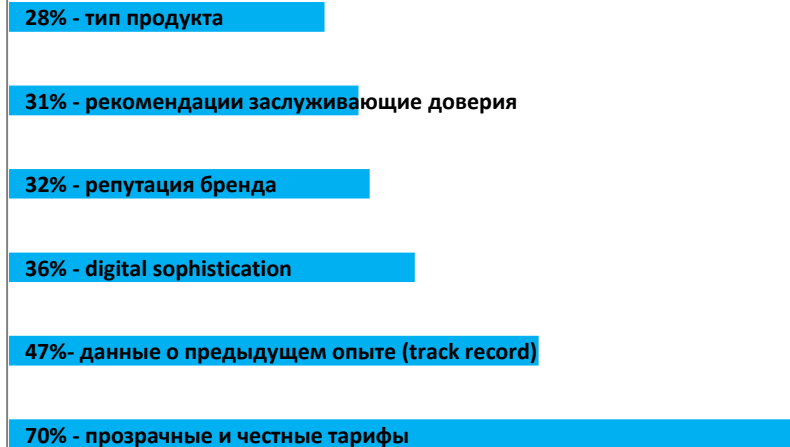 28% - тип продукта
31% - рекомендации заслуживающие доверия
32% - репутация бренда
36% - digital sophistication
47%- данные о предыдущем опыте (track record)
70% - прозрачные и честные тарифы